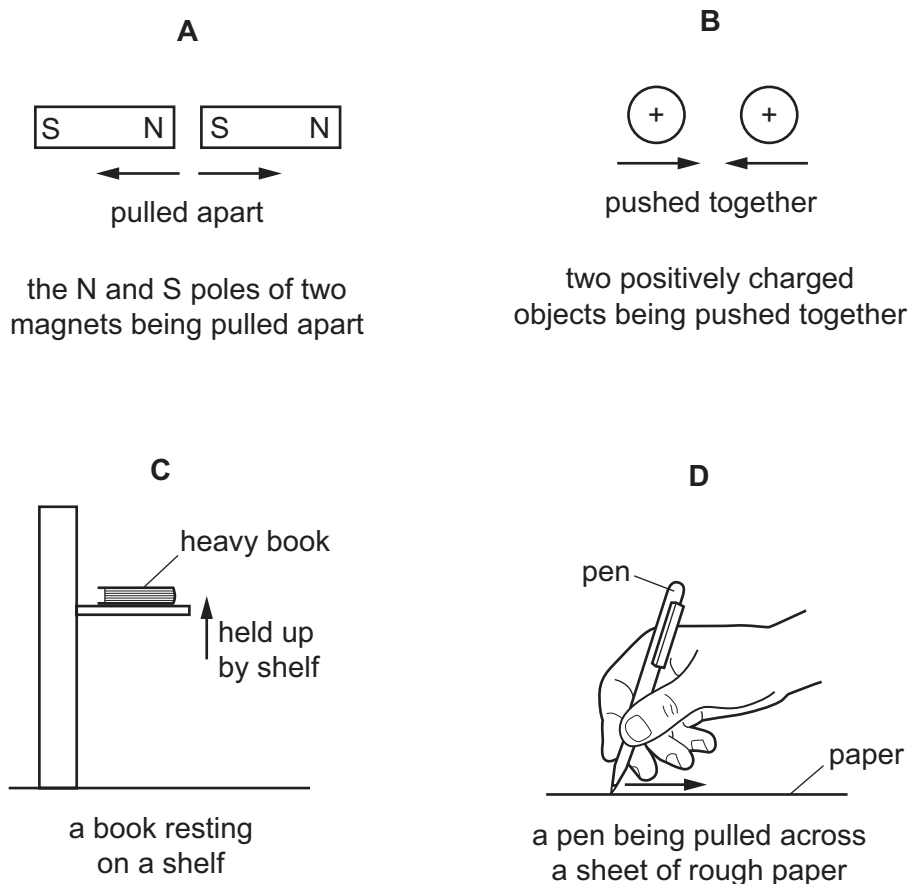 A
S N S N
pulled apart
the N and S poles of two
magnets being pulled apart
B
+ +
pushed together
two positively charged
objects being pushed together
C
heavy book
held up
by shelf
a book resting
on a shelf
D
pen
paper
a pen being pulled across
a sheet of rough paper